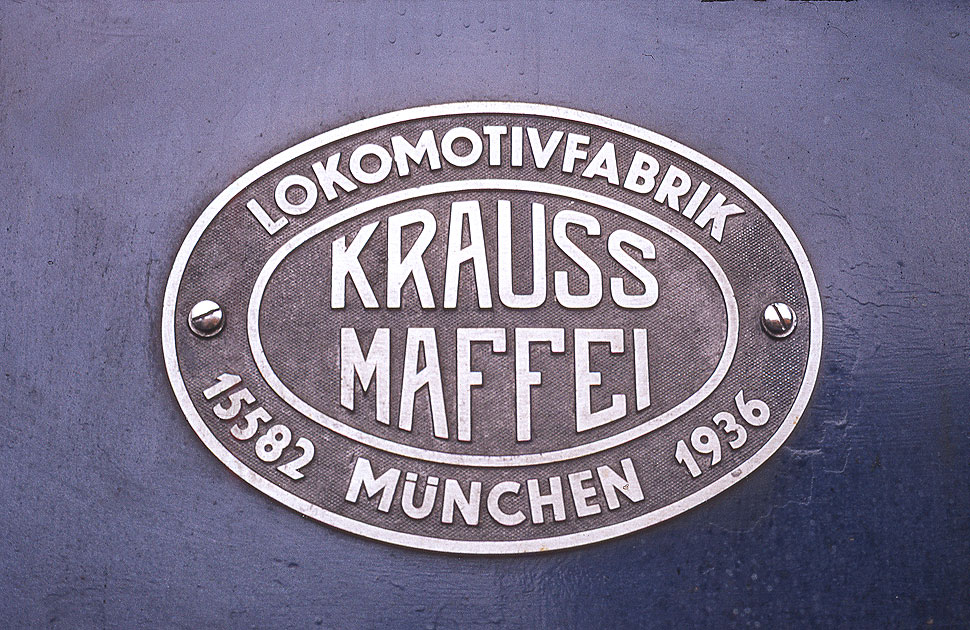 LOKOMOTIVFABRIK
KRAUSS
MAFFEI
15582 MÜNCHEN 1936